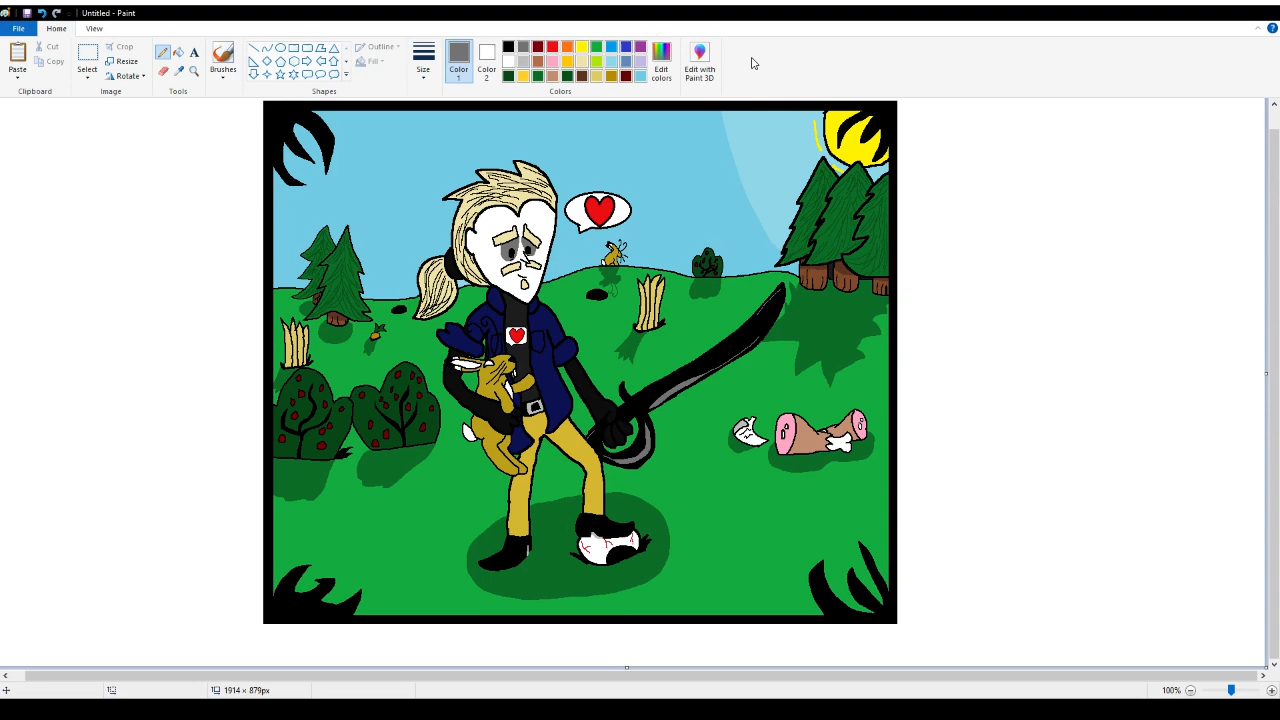 Untitled - Paint
File Home View
Paste
Cut
Copy
Clipboard
Select
Crop
Resize
Rotate
Image
A
Tools
Brushes
Outline
Fill
Shapes
Size
Color 1
Color 2
Edit colors
Colors
Edit with Paint 3D
1914 × 879px
100%